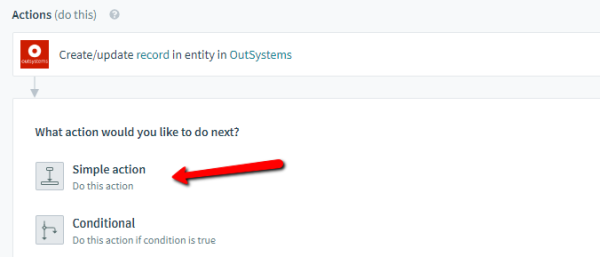 Actions (do this) ?
outsystems
Create/update record in entity in OutSystems
What action would you like to do next?
Simple action
Do this action
Conditional
Do this action if condition is true